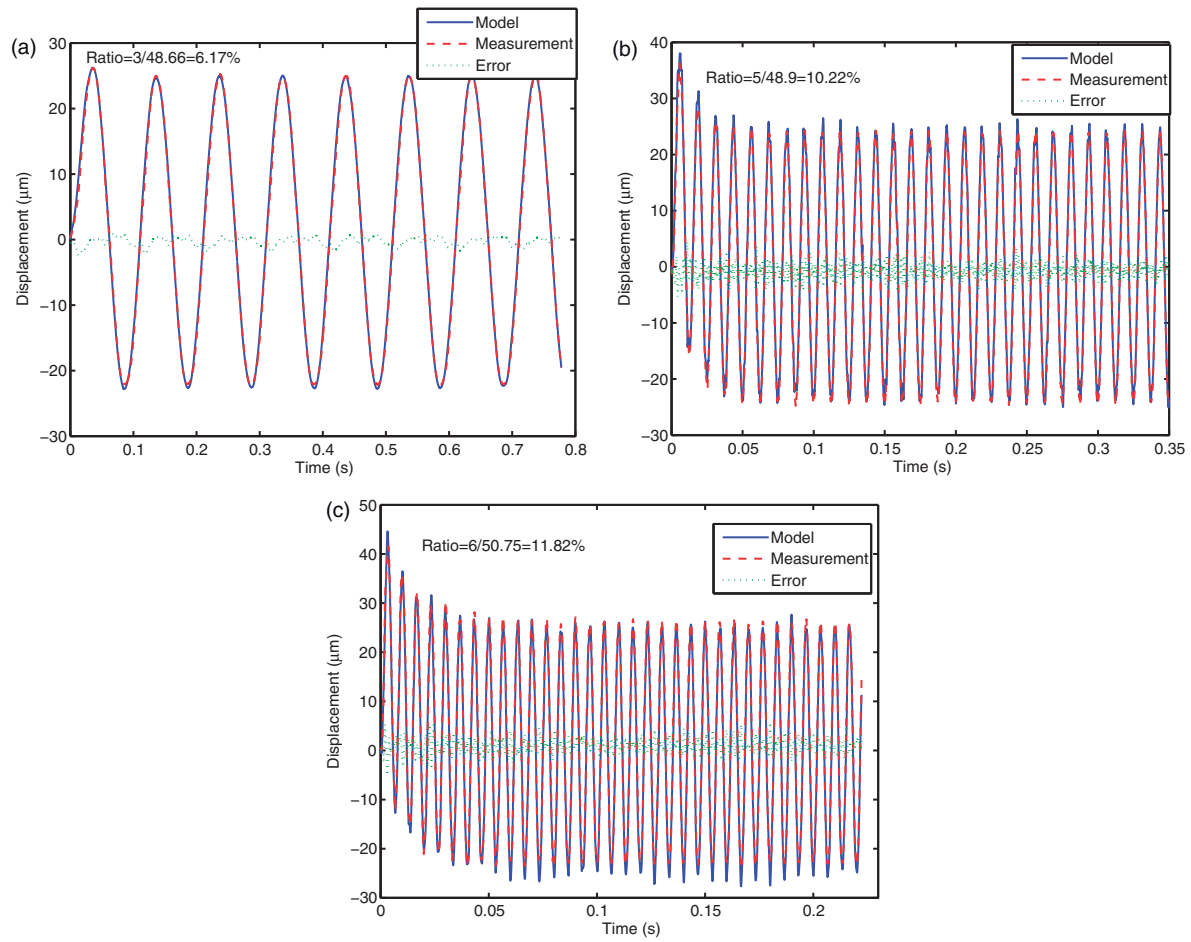 (a)
Ratio=3/48.66=6.17%
Model
Measurement
Error
30
20
10
0
−10
−20
−30
Displacement (μm)
0
0.1
0.2
0.3
0.4
0.5
0.6
0.7
0.8
Time (s)
(b)
Ratio=5/48.9=10.22%
Model
Measurement
Error
40
30
20
10
0
−10
−20
−30
Displacement (μm)
0
0.05
0.1
0.15
0.2
0.25
0.3
0.35
Time (s)
(c)
Ratio=6/50.75=11.82%
Model
Measurement
Error
50
40
30
20
10
0
−10
−20
−30
Displacement (μm)
0
0.05
0.1
0.15
0.2
Time (s)